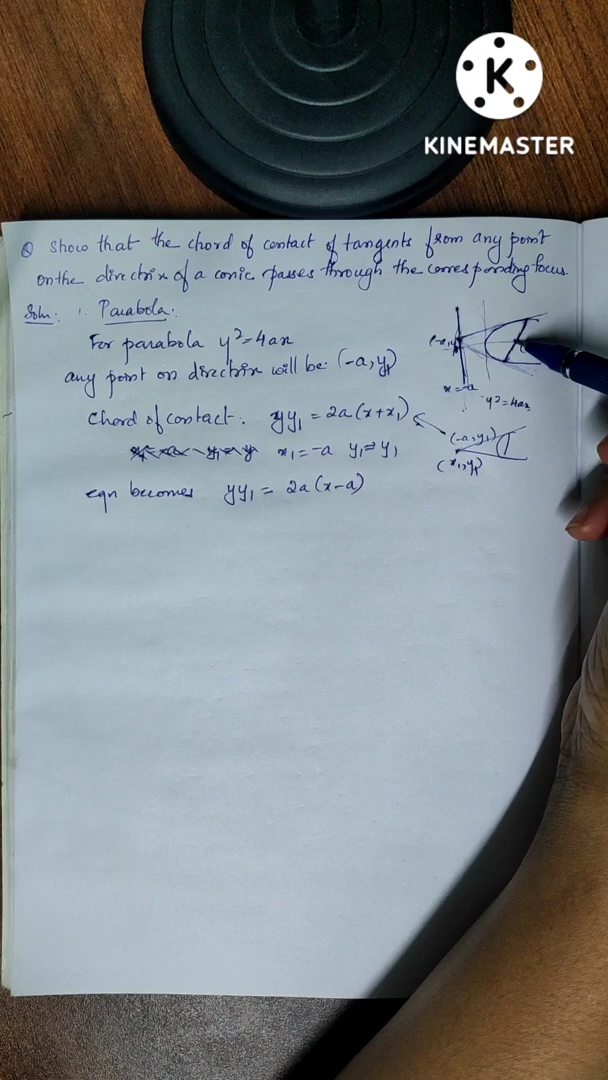 K
KINEMASTER
Q Show that the chord of contact of tangents from any point
on the directrix of a conic passes through the corresponding focus.
Soln: 1. Parabola:
For parabola y²=4ax
any point on directrix will be (-a, y₁)
Chord of contact: yy₁ = 2a(x+x₁)
x₁ = -a y₁ = y₁
eqn becomes yy₁ = 2a(x-a)
x=-a
y²=4ax
(-a, y₁)
(x₁, y₁)